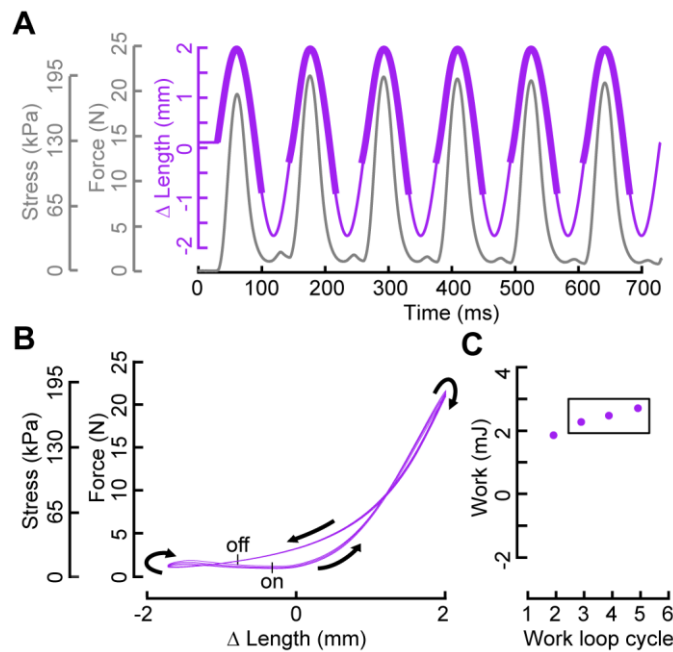 A
Stress (kPa)
195
130
65
0
Force (N)
25
20
15
10
5
0
Δ Length (mm)
2
1
0
-1
-2
0 100 200 300 400 500 600 700
Time (ms)
B
Stress (kPa)
195
130
65
0
Force (N)
25
20
15
10
5
0
off
on
-2 0 2
Δ Length (mm)
C
Work (mJ)
4
2
0
-2
1 2 3 4 5 6
Work loop cycle